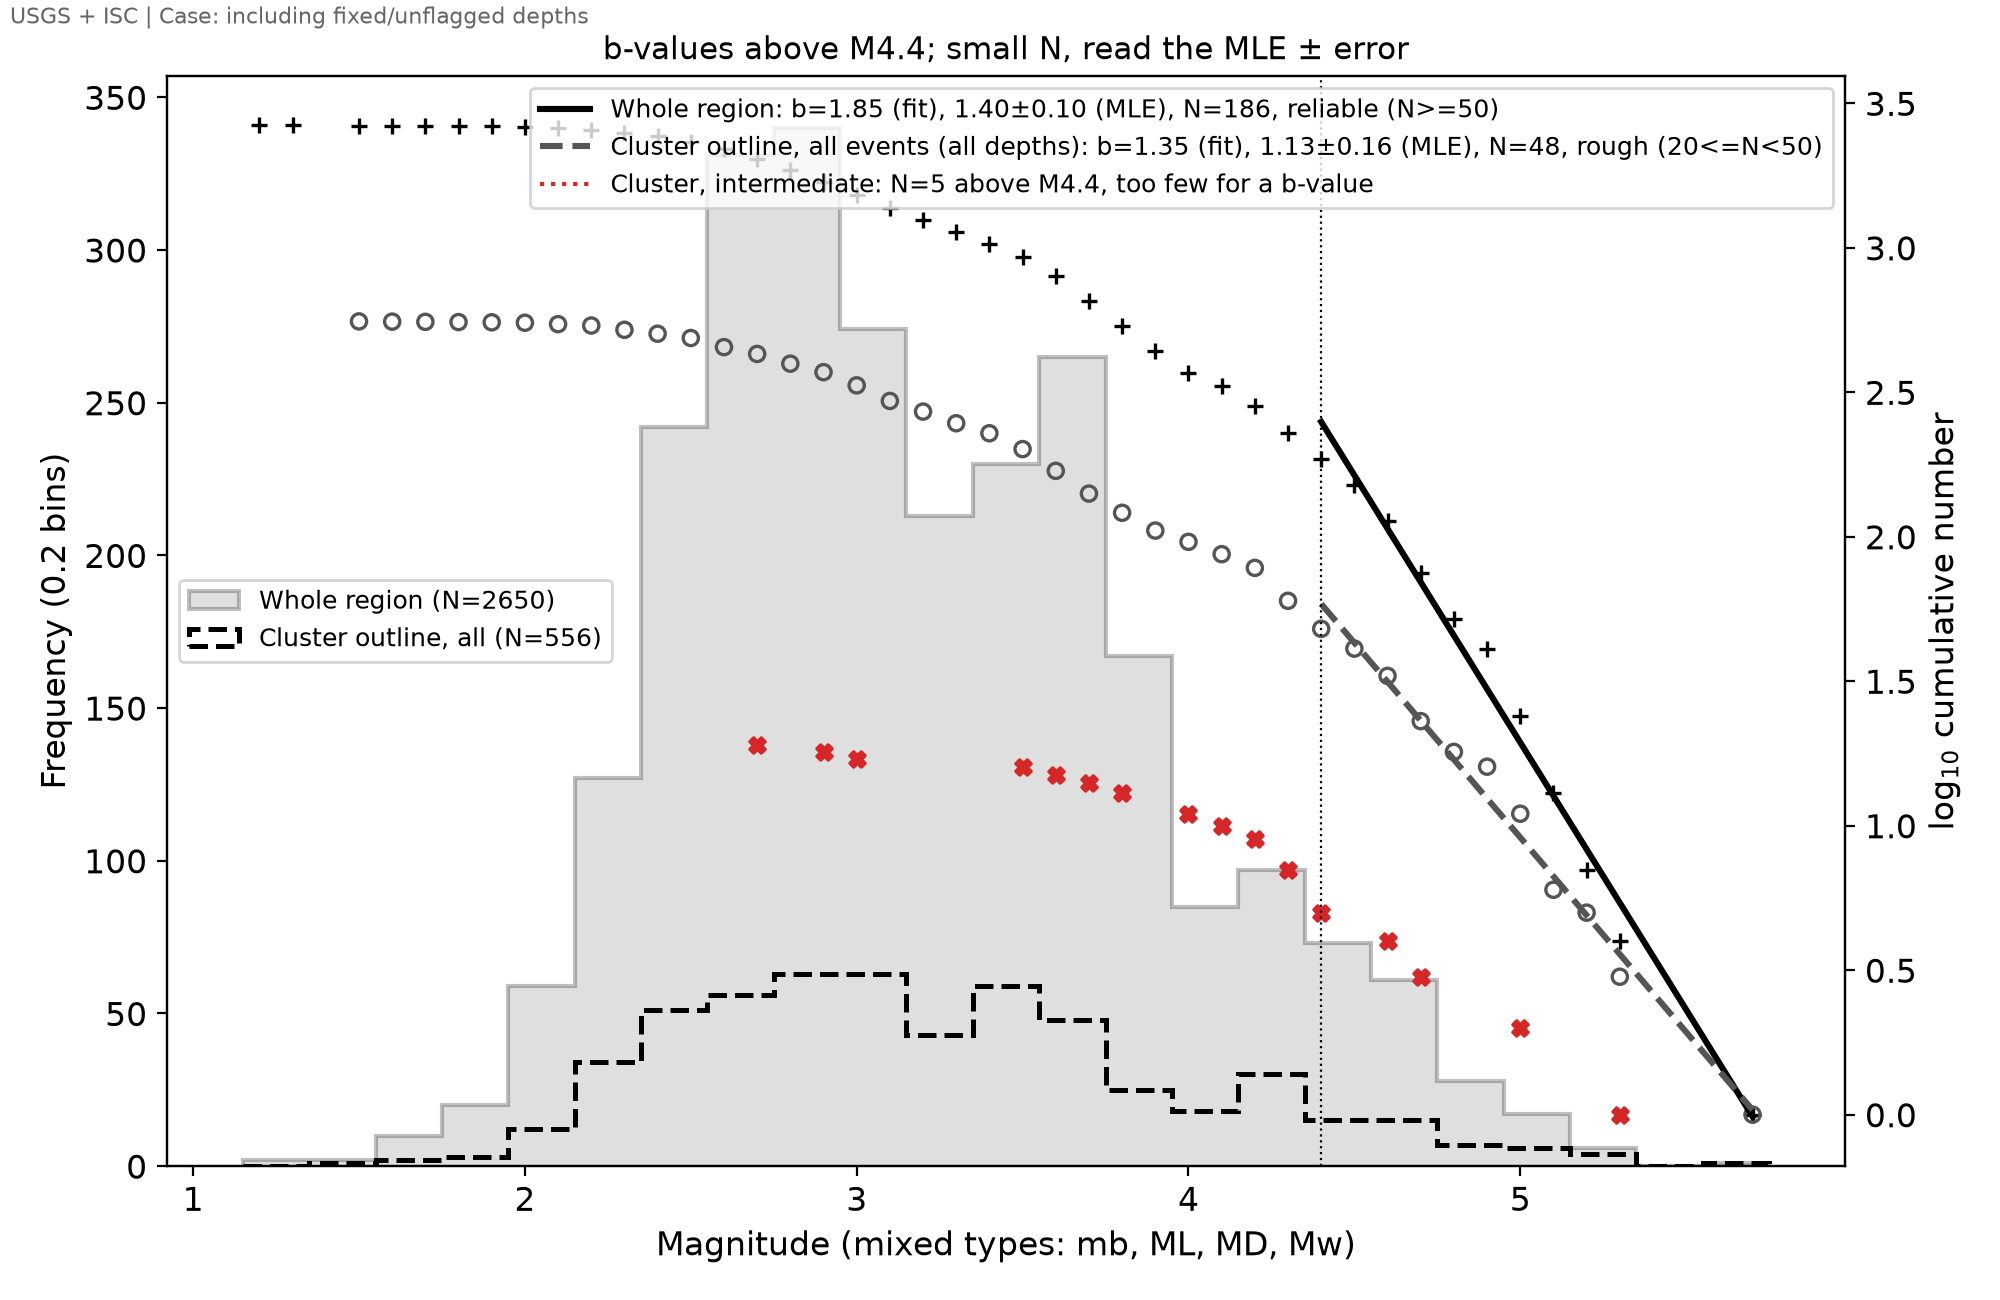 USGS + ISC | Case: including fixed/unflagged depths
b-values above M4.4; small N, read the MLE ± error
Whole region: b=1.85 (fit), 1.40±0.10 (MLE), N=186, reliable (N>=50)
Cluster outline, all events (all depths): b=1.35 (fit), 1.13±0.16 (MLE), N=48, rough (20<=N<50)
Cluster, intermediate: N=5 above M4.4, too few for a b-value
Whole region (N=2650)
Cluster outline, all (N=556)
Frequency (0.2 bins)
350
300
250
200
150
100
50
0
1
2
3
4
5
Magnitude (mixed types: mb, ML, MD, Mw)
3.5
3.0
2.5
2.0
1.5
1.0
0.5
0.0
log10 cumulative number